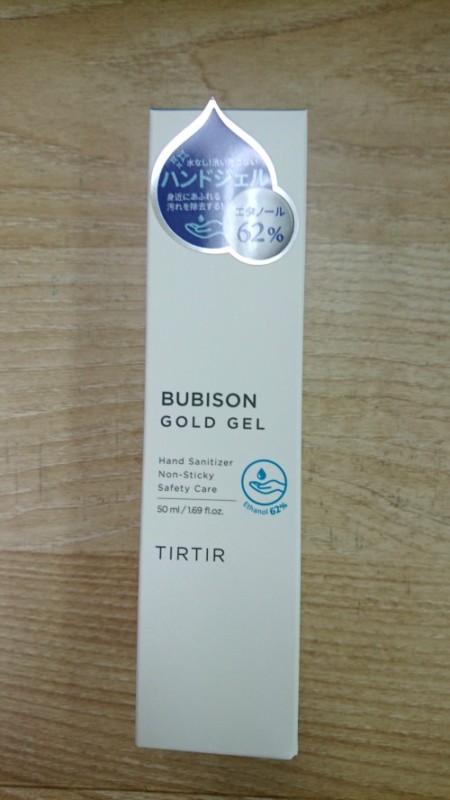 水なし!洗い流さない
ハンドジェル
身近にあふれる
汚れを除去する!
エタノール
62%
BUBISON
GOLD GEL
Hand Sanitizer
Non-Sticky
Safety Care
Ethanol 62%
50 ml / 1.69 fl.oz.
TIRTIR